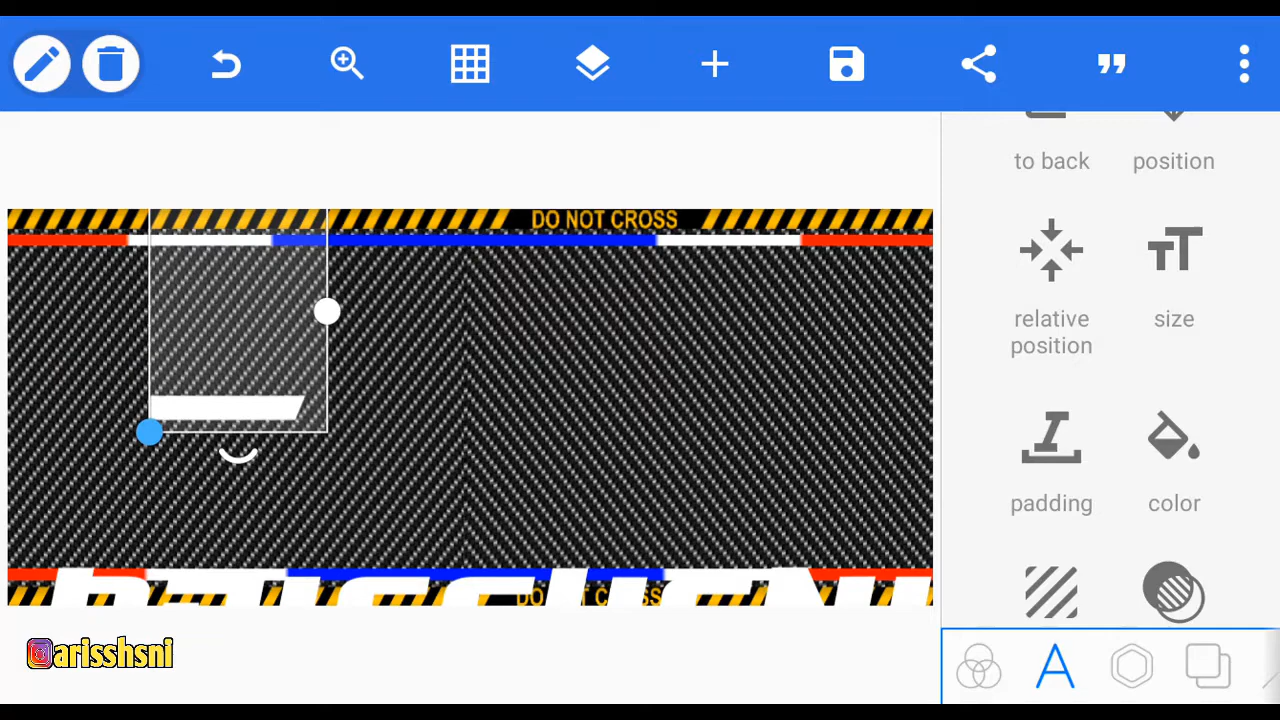 to back
position
DO NOT CROSS
relative
position
size
padding
color
arisshsni